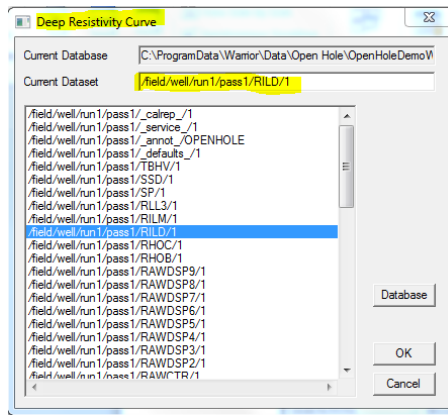 Deep Resistivity Curve
Current Database C:\ProgramData\Warrior\Data\Open Hole\OpenHoleDemoW
Current Dataset /field/well/run1/pass1/RILD/1
/field/well/run1/pass1/_calrep_/1
/field/well/run1/pass1/_service_/1
/field/well/run1/pass1/_annot_/OPENHOLE
/field/well/run1/pass1/_defaults_/1
/field/well/run1/pass1/TBHV/1
/field/well/run1/pass1/SSD/1
/field/well/run1/pass1/SP/1
/field/well/run1/pass1/RLL3/1
/field/well/run1/pass1/RILM/1
/field/well/run1/pass1/RILD/1
/field/well/run1/pass1/RHOC/1
/field/well/run1/pass1/RHOB/1
/field/well/run1/pass1/RAWDSP9/1
/field/well/run1/pass1/RAWDSP8/1
/field/well/run1/pass1/RAWDSP7/1
/field/well/run1/pass1/RAWDSP6/1
/field/well/run1/pass1/RAWDSP5/1
/field/well/run1/pass1/RAWDSP4/1
/field/well/run1/pass1/RAWDSP3/1
/field/well/run1/pass1/RAWDSP2/1
/field/well/run1/pass1/RAWCTR/1
Database
OK
Cancel